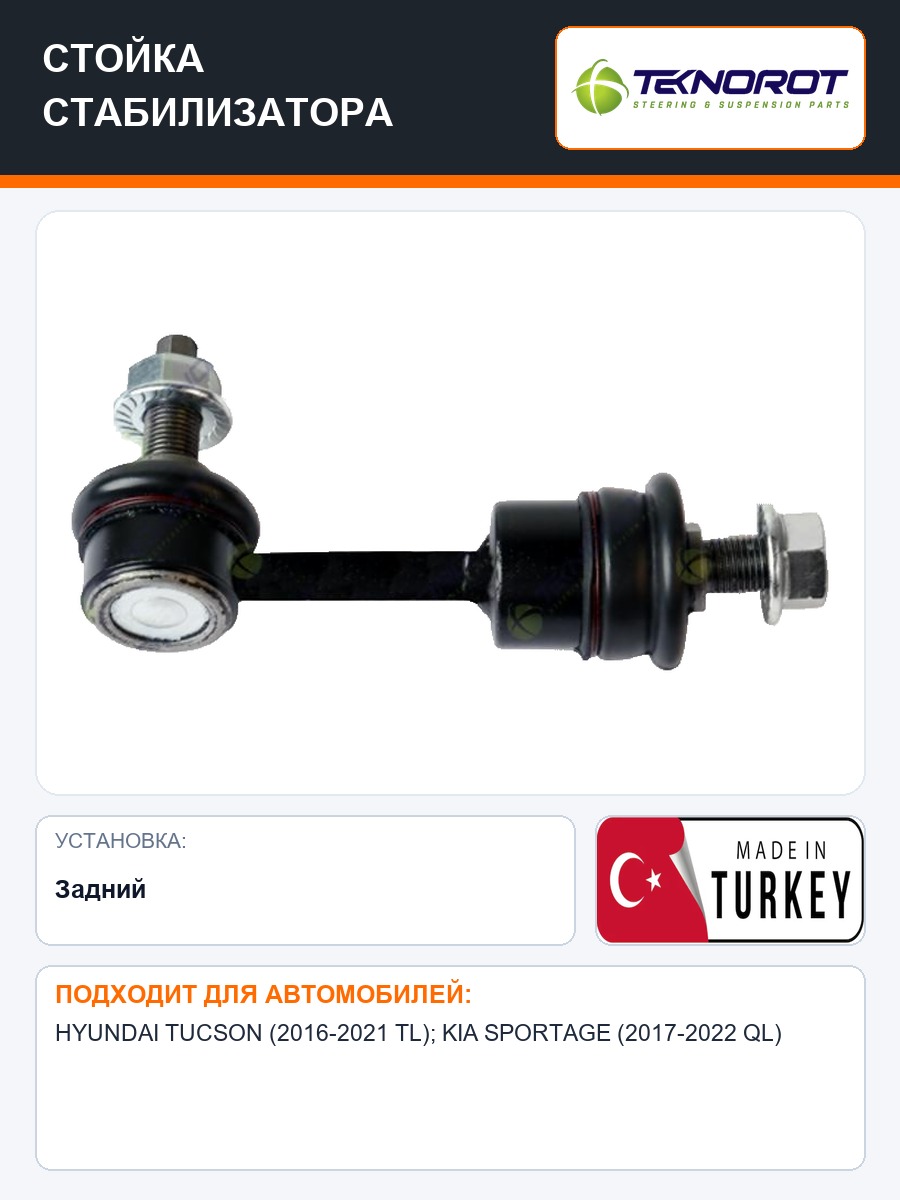 СТОЙКА
СТАБИЛИЗАТОРА
TEKNOROT
STEERING & SUSPENSION PARTS
УСТАНОВКА:
Задний
MADE IN
TURKEY
ПОДХОДИТ ДЛЯ АВТОМОБИЛЕЙ:
HYUNDAI TUCSON (2016-2021 TL); KIA SPORTAGE (2017-2022 QL)